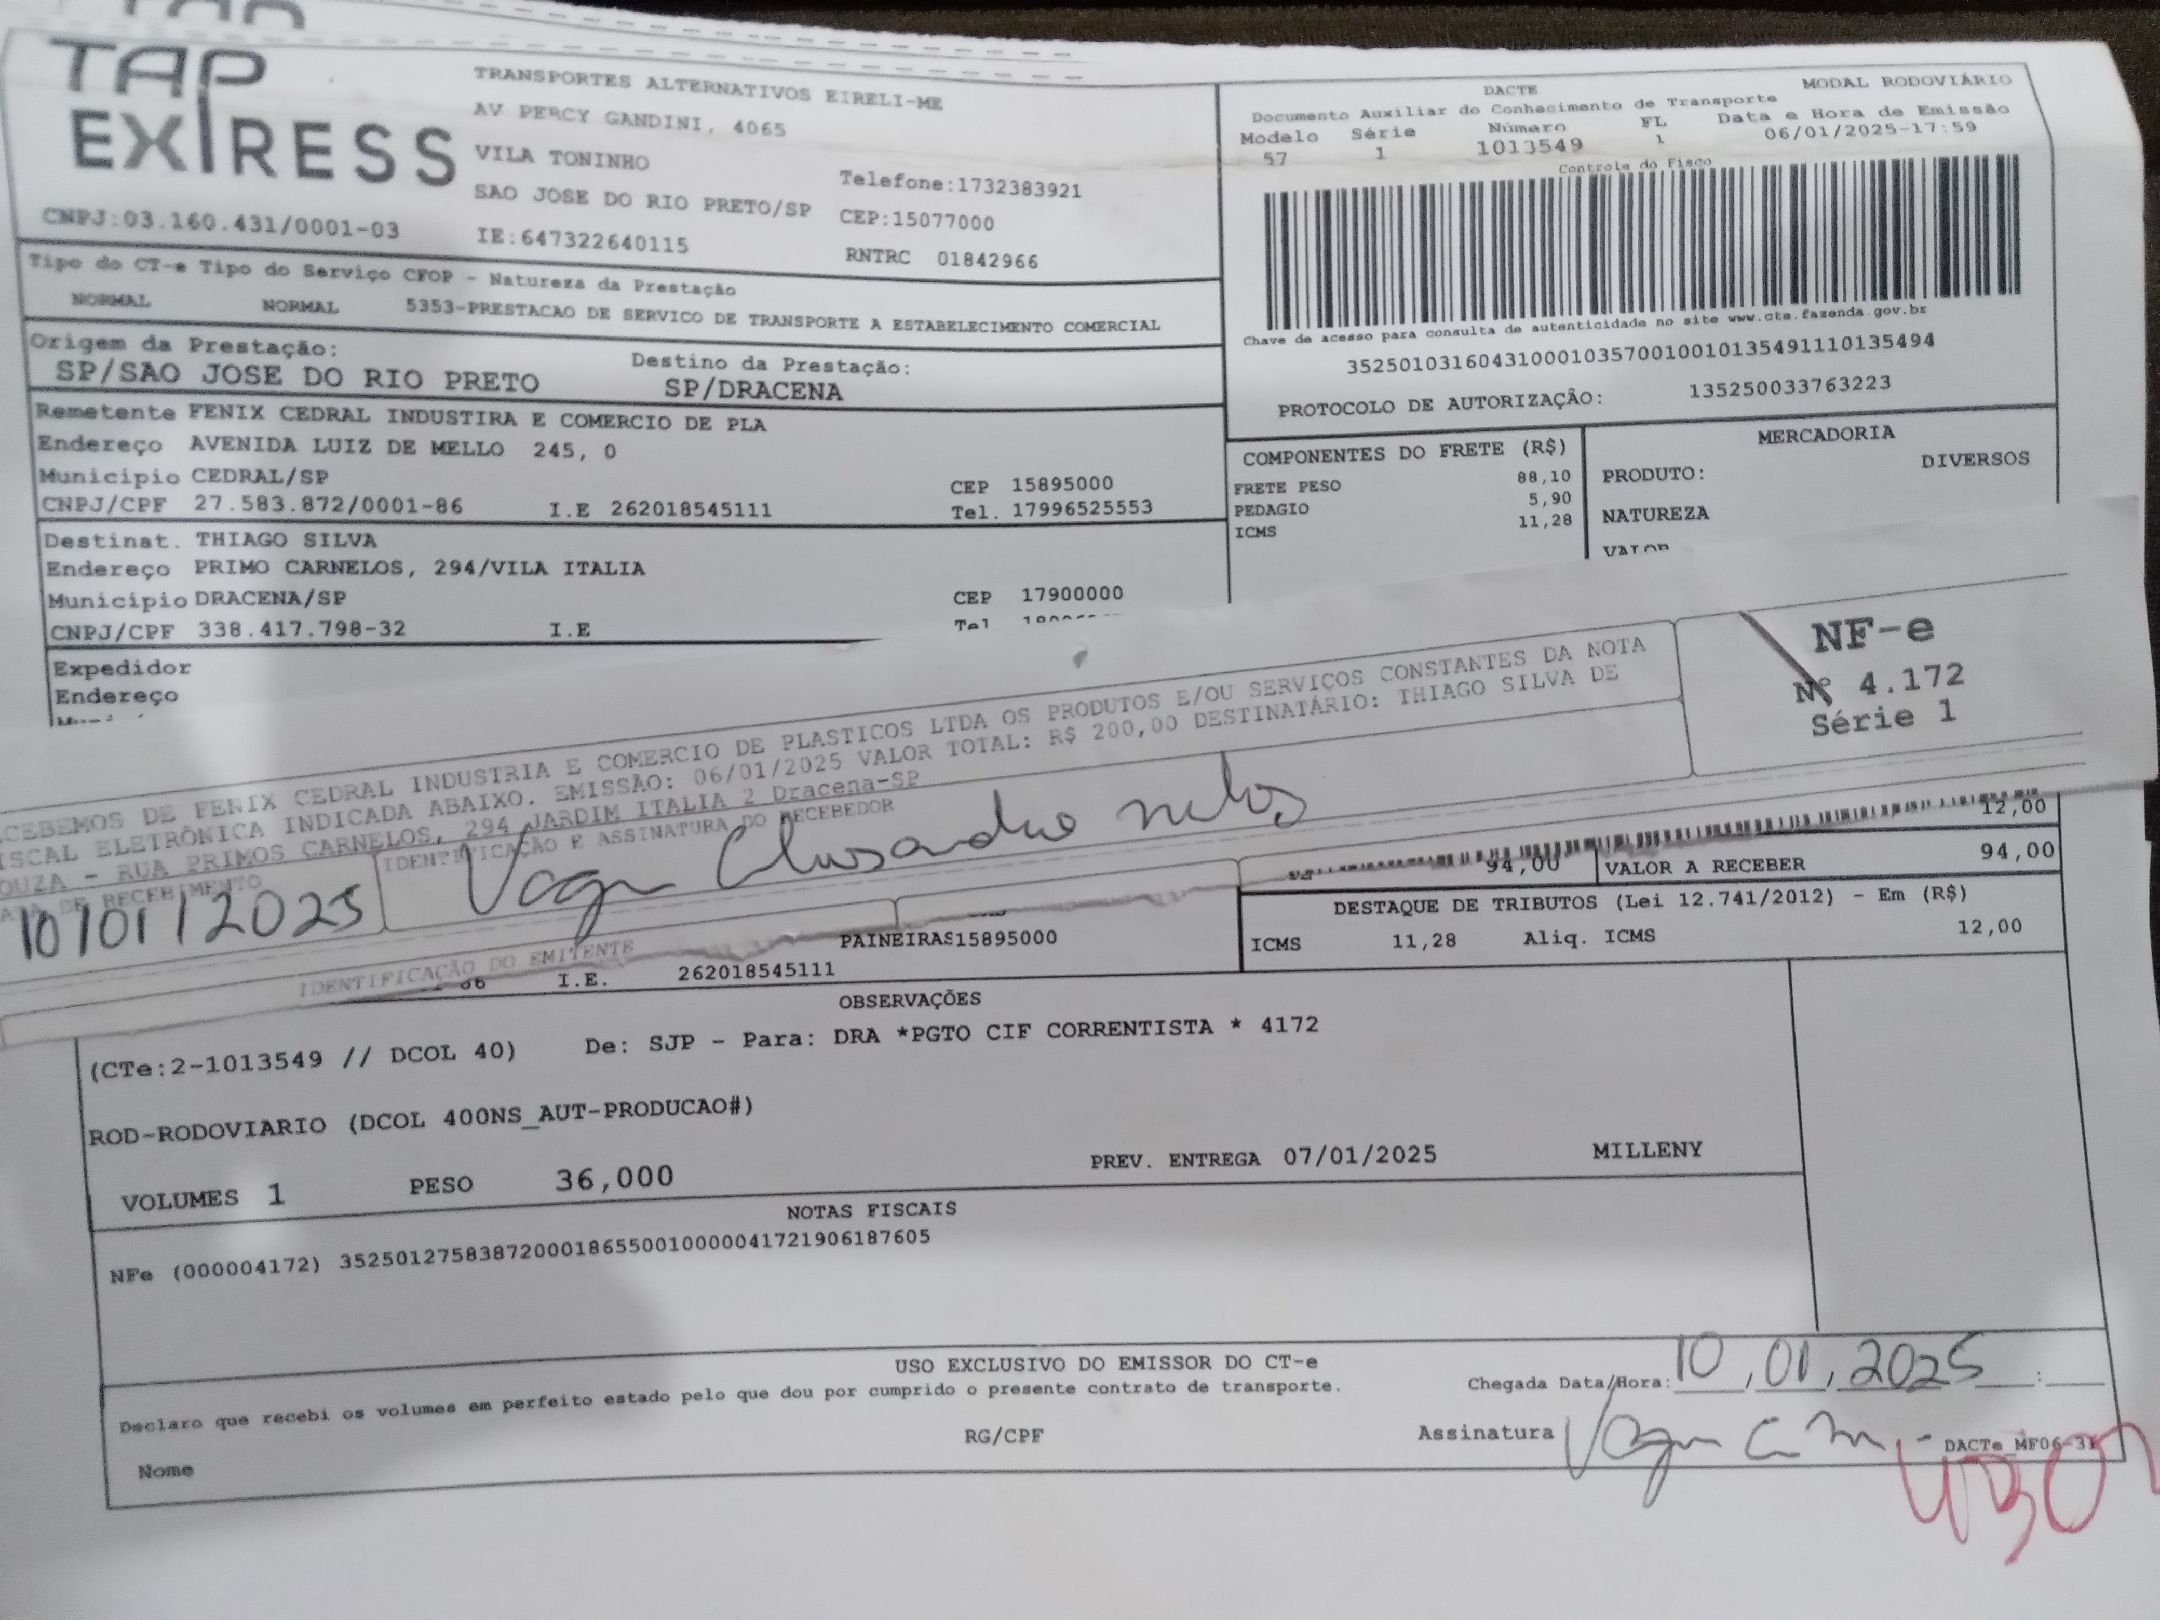 TAP
EXPRESS
TRANSPORTES ALTERNATIVOS EIRELI-ME
AV PERCY GANDINI, 4065
VILA TONINHO
SAO JOSE DO RIO PRETO/SP
IE:647322640115
Telefone:1732383921
CEP:15077000
RNTRC 01842966
CNPJ:03.160.431/0001-03
DACTE MODAL RODOVIÁRIO
Documento Auxiliar do Conhecimento de Transporte
Modelo Série Número FL Data e Hora de Emissão
57 1 1013549 1 06/01/2025-17:59
Controle do Fisco
Chave de acesso para consulta de autenticidade no site www.cte.fazenda.gov.br
35250103160431000103570010010135491110135494
PROTOCOLO DE AUTORIZAÇÃO: 135250033763223
Tipo do CT-e Tipo do Serviço CFOP - Natureza da Prestação
NORMAL NORMAL 5353-PRESTACAO DE SERVICO DE TRANSPORTE A ESTABELECIMENTO COMERCIAL
Origem da Prestação: Destino da Prestação:
SP/SAO JOSE DO RIO PRETO SP/DRACENA
Remetente FENIX CEDRAL INDUSTIRA E COMERCIO DE PLA
Endereço AVENIDA LUIZ DE MELLO 245, 0
Município CEDRAL/SP CEP 15895000
CNPJ/CPF 27.583.872/0001-86 I.E 262018545111 Tel. 17996525553
COMPONENTES DO FRETE (R$)
FRETE PESO 88,10
PEDAGIO 5,90
ICMS 11,28
MERCADORIA
PRODUTO: DIVERSOS
NATUREZA
VALOR
Destinat. THIAGO SILVA
Endereço PRIMO CARNELOS, 294/VILA ITALIA
Município DRACENA/SP CEP 17900000
CNPJ/CPF 338.417.798-32 I.E Tel
Expedidor
Endereço
CEBEMOS DE FENIX CEDRAL INDUSTRIA E COMERCIO DE PLASTICOS LTDA OS PRODUTOS E/OU SERVIÇOS CONSTANTES DA NOTA
ISCAL ELETRÔNICA INDICADA ABAIXO. EMISSÃO: 06/01/2025 VALOR TOTAL: R$ 200,00 DESTINATÁRIO: THIAGO SILVA DE
OUZA - RUA PRIMOS CARNELOS, 294 JARDIM ITALIA 2 Dracena-SP
NF-e
Nº 4.172
Série 1
ATA DE RECEBIMENTO IDENTIFICAÇÃO E ASSINATURA DO RECEBEDOR
10/01/2025
IDENTIFICAÇÃO DO EMITENTE
PAINEIRAS15895000
86 I.E. 262018545111
12,00
94,00 VALOR A RECEBER 94,00
DESTAQUE DE TRIBUTOS (Lei 12.741/2012) - Em (R$)
ICMS 11,28 Aliq. ICMS 12,00
OBSERVAÇÕES
(CTe:2-1013549 // DCOL 40) De: SJP - Para: DRA *PGTO CIF CORRENTISTA * 4172
ROD-RODOVIARIO (DCOL 400NS_AUT-PRODUCAO#)
VOLUMES 1 PESO 36,000 PREV. ENTREGA 07/01/2025 MILLENY
NOTAS FISCAIS
NFe (000004172) 35250127583872000186550010000041721906187605
USO EXCLUSIVO DO EMISSOR DO CT-e
Declaro que recebi os volumes em perfeito estado pelo que dou por cumprido o presente contrato de transporte.
Chegada Data/Hora: 10, 01, 2025 :
Nome RG/CPF Assinatura
DACTe_MF06-31